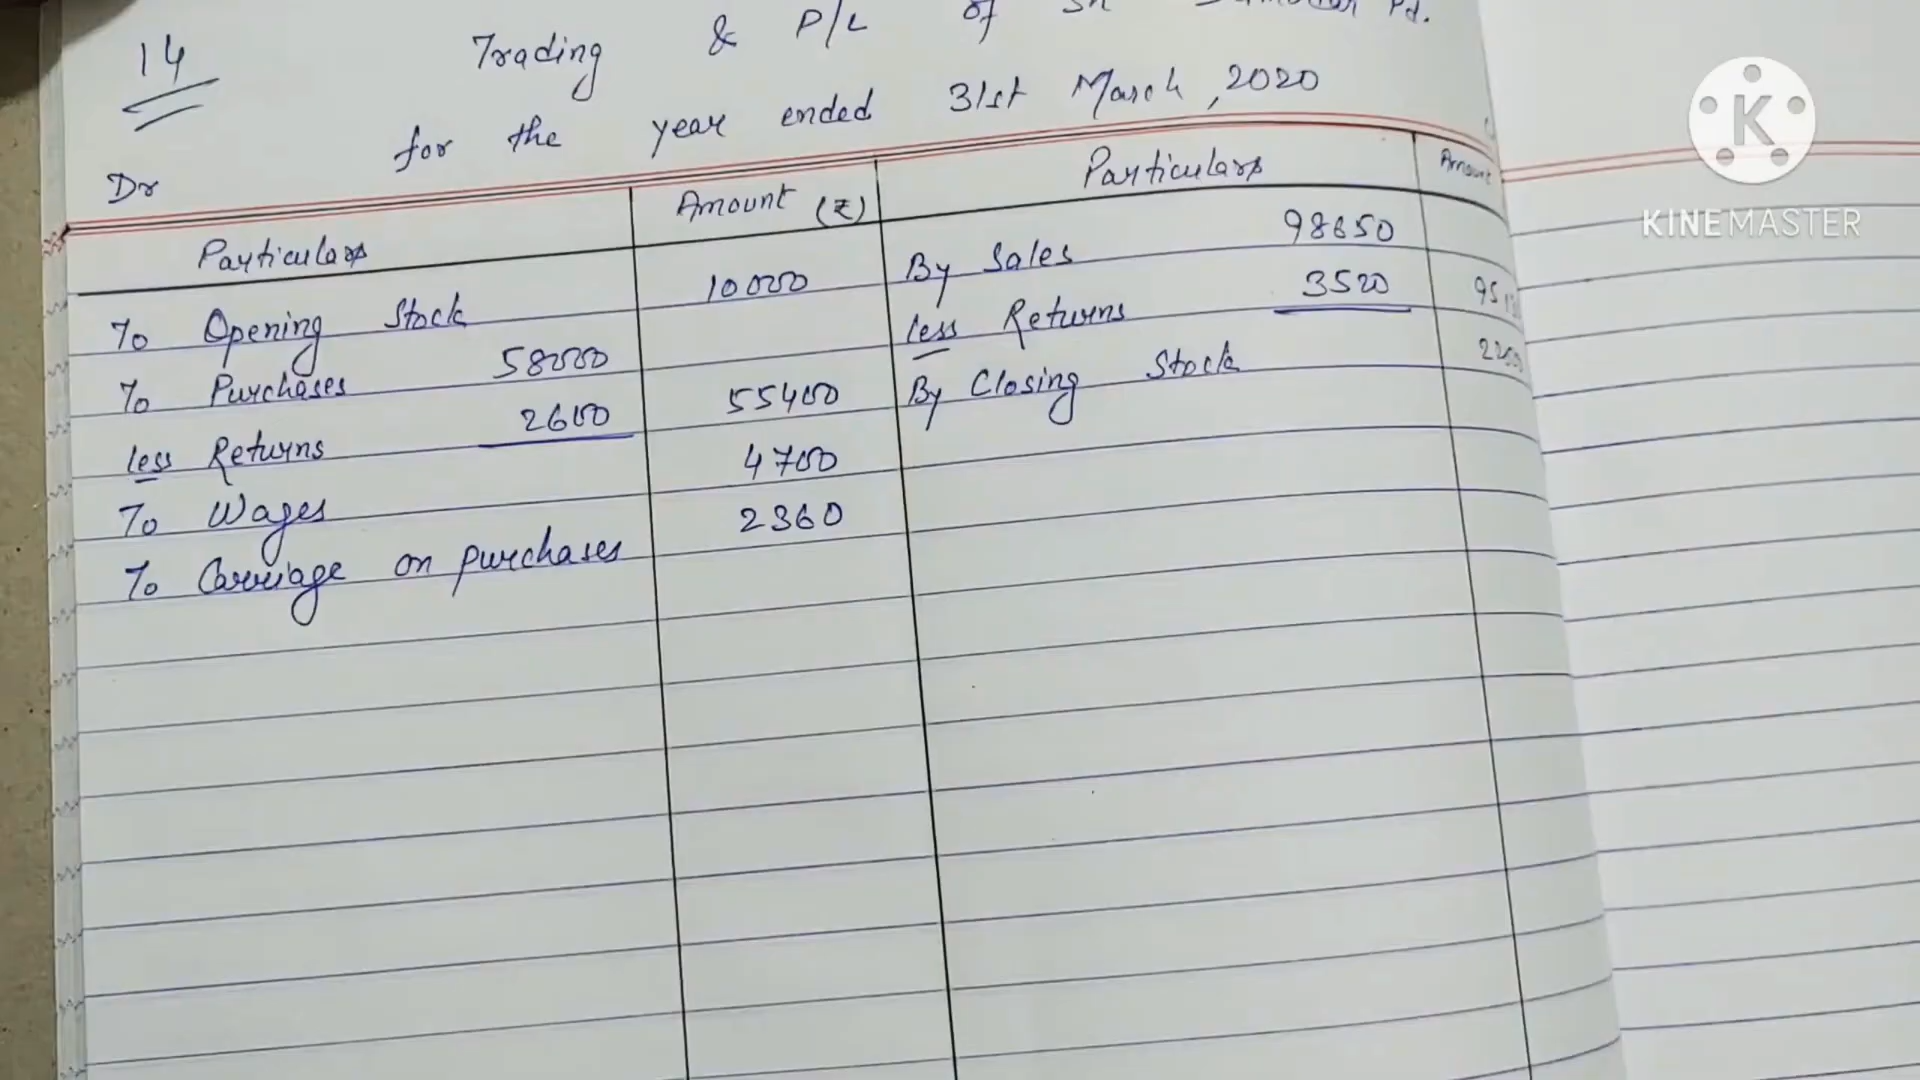 14
Trading & P/L of Pd.
for the year ended 31st March, 2020
Dr
Particulars Amount (₹) Particulars Amount
To Opening Stock 10000 By Sales 98650
To Purchases 58000 less Returns 3520
less Returns 2600 55400 By Closing Stock
To Wages 4700
To Carriage on purchases 2360
K
KINEMASTER